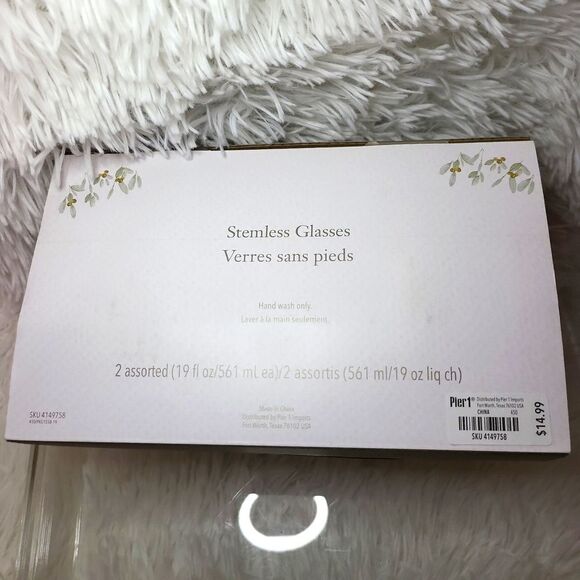 Stemless Glasses
Verres sans pieds
Hand wash only.
Laver à la main seulement.
2 assorted (19 fl oz/561 mL ea)/2 assortis (561 ml/19 oz liq ch)
SKU 4149758
Made in China
Distributed by Pier 1 Imports
Fort Worth, Texas 76102 USA
Pier1® Distributed by Pier 1 Imports
Fort Worth, Texas 76102 USA
CHINA 450
SKU 4149758
$14.99